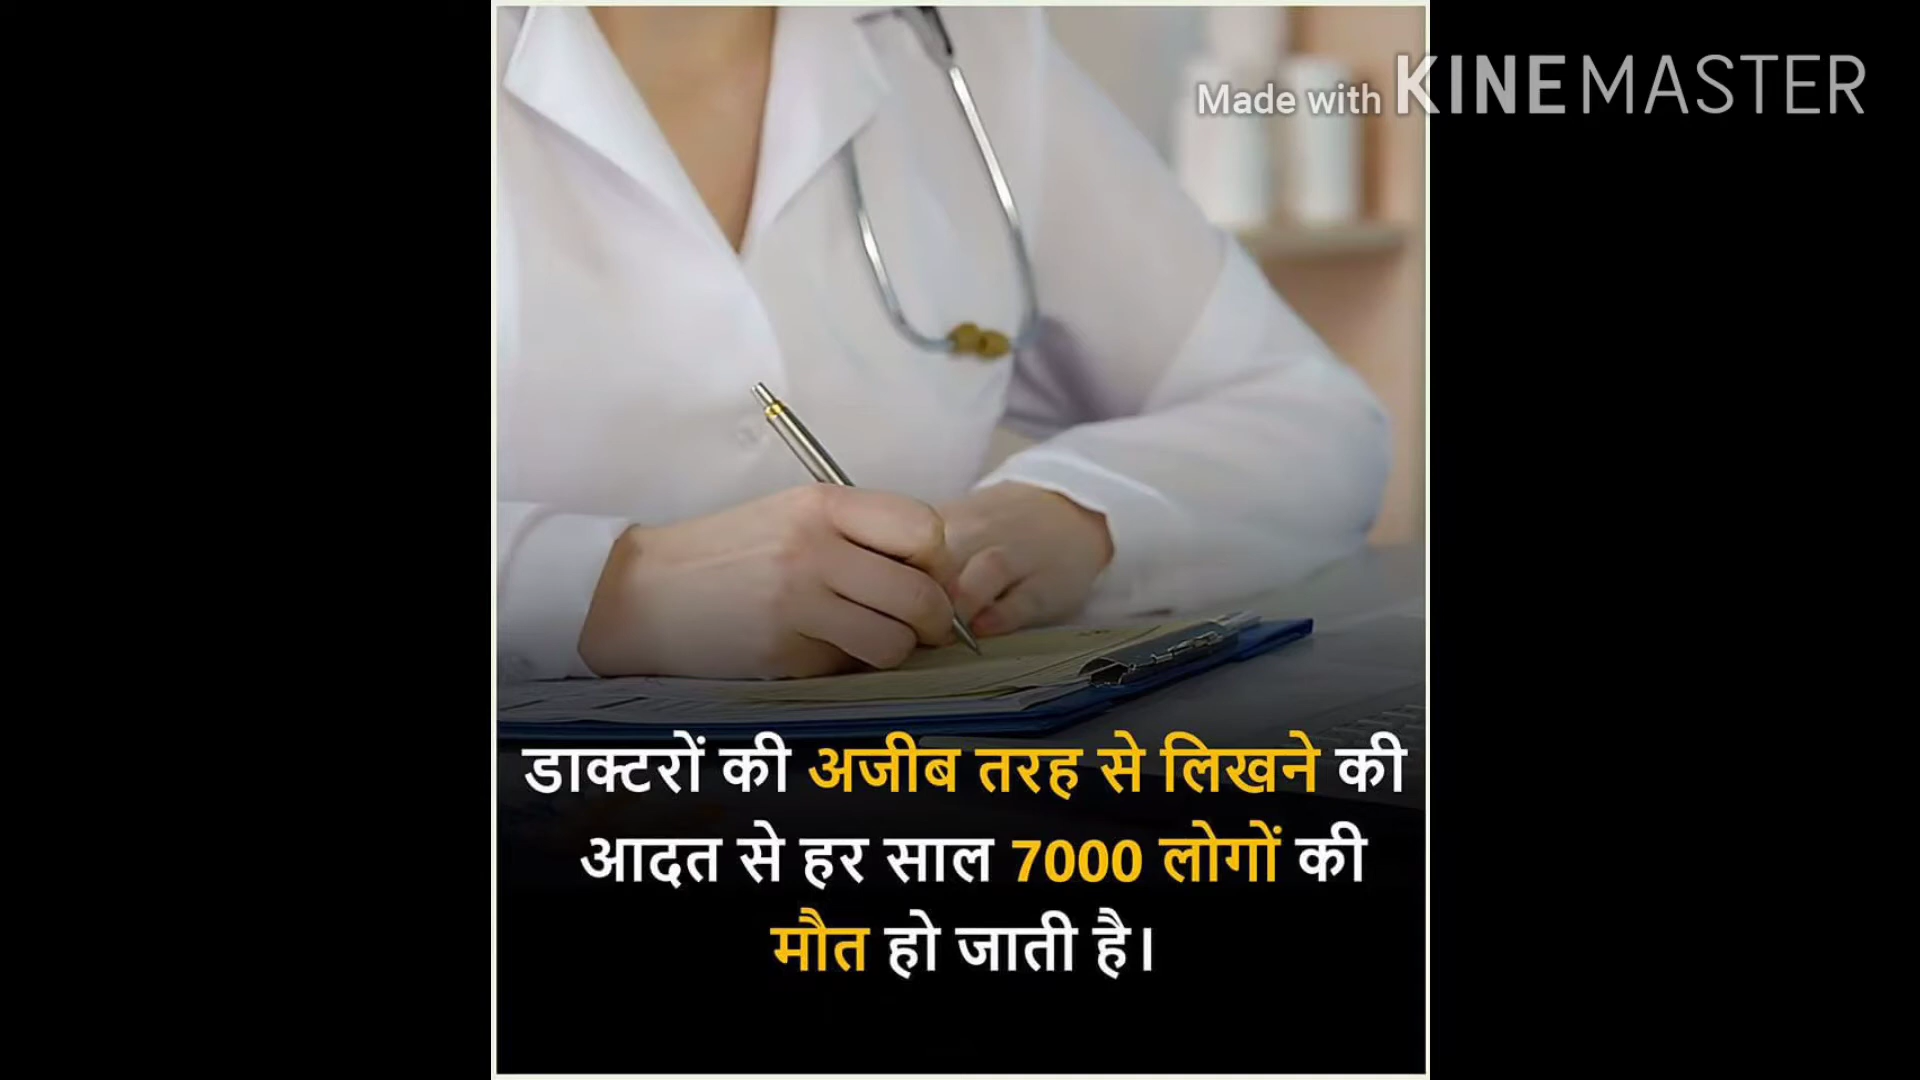 Made with KINEMASTER
डाक्टरों की अजीब तरह से लिखने की
आदत से हर साल 7000 लोगों की
मौत हो जाती है।